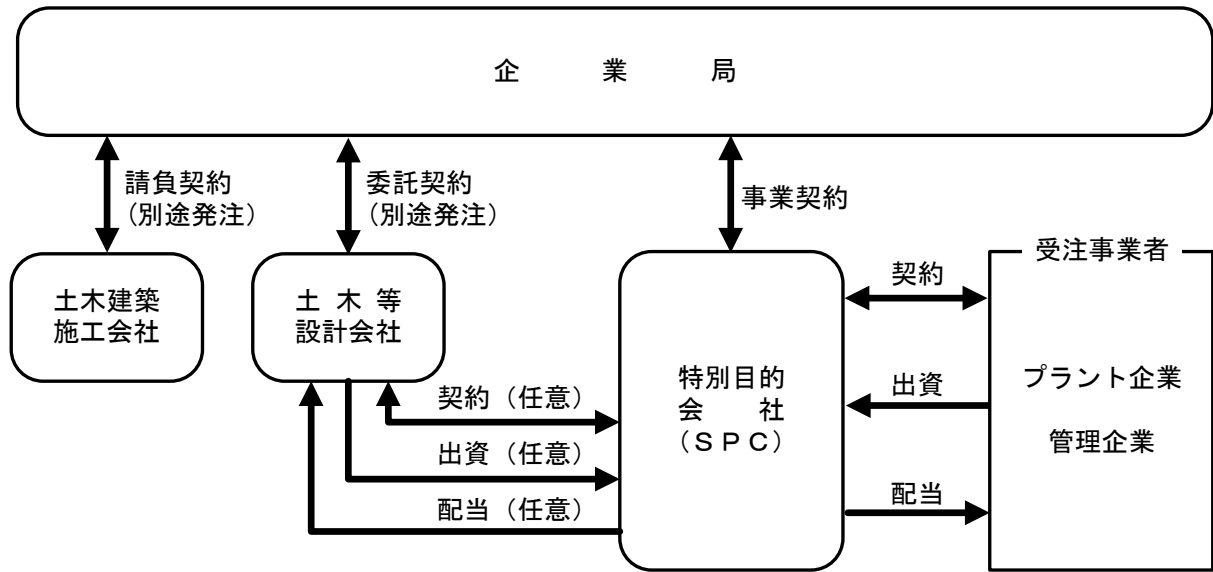 企　業　局
請負契約
（別途発注）
委託契約
（別途発注）
事業契約
土木建築
施工会社
土 木 等
設計会社
特別目的
会　　社
（ＳＰＣ）
受注事業者
プラント企業
管理企業
契約
出資
配当
契約（任意）
出資（任意）
配当（任意）